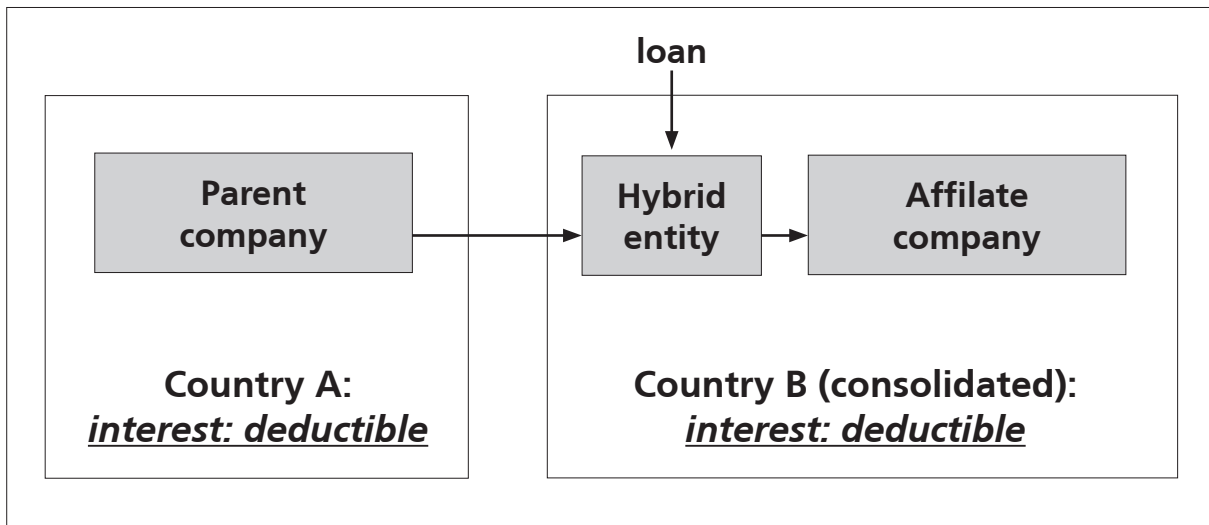 loan
Parent
company
Hybrid
entity
Affilate
company
Country A:
interest: deductible
Country B (consolidated):
interest: deductible